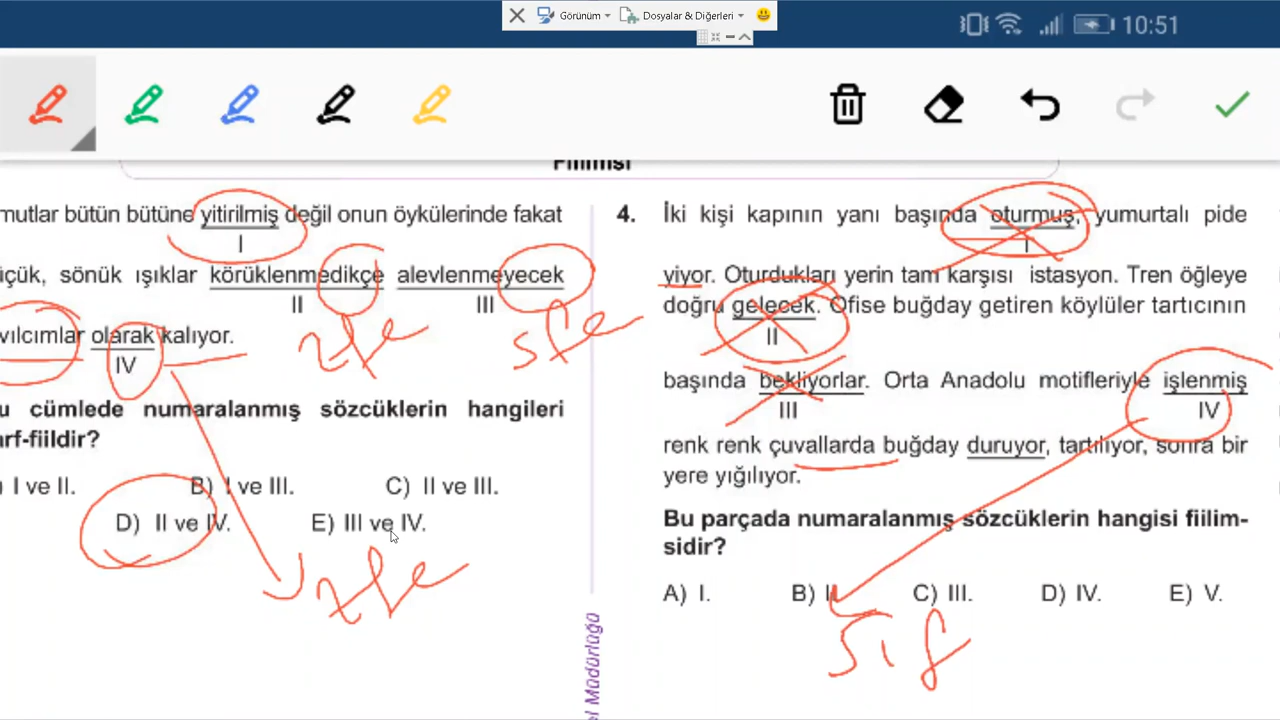 Görünüm
Dosyalar & Diğerleri
10:51
Fiilimsi
mutlar bütün bütüne yitirilmiş değil onun öykülerinde fakat
I
üçük, sönük ışıklar körüklenmedikçe alevlenmeyecek
II III
vılcımlar olarak kalıyor.
IV
zfe
sfe
u cümlede numaralanmış sözcüklerin hangileri
arf-fiildir?
) I ve II. B) I ve III. C) II ve III.
D) II ve IV. E) III ve IV.
zfe
4. İki kişi kapının yanı başında oturmuş, yumurtalı pide
I
yiyor. Oturdukları yerin tam karşısı istasyon. Tren öğleye
doğru gelecek. Ofise buğday getiren köylüler tartıcının
II
başında bekliyorlar. Orta Anadolu motifleriyle işlenmiş
III IV
renk renk çuvallarda buğday duruyor, tartılıyor, sonra bir
yere yığılıyor.
Bu parçada numaralanmış sözcüklerin hangisi fiilim-
sidir?
A) I. B) II. C) III. D) IV. E) V.
sıf
el Müdürlüğü